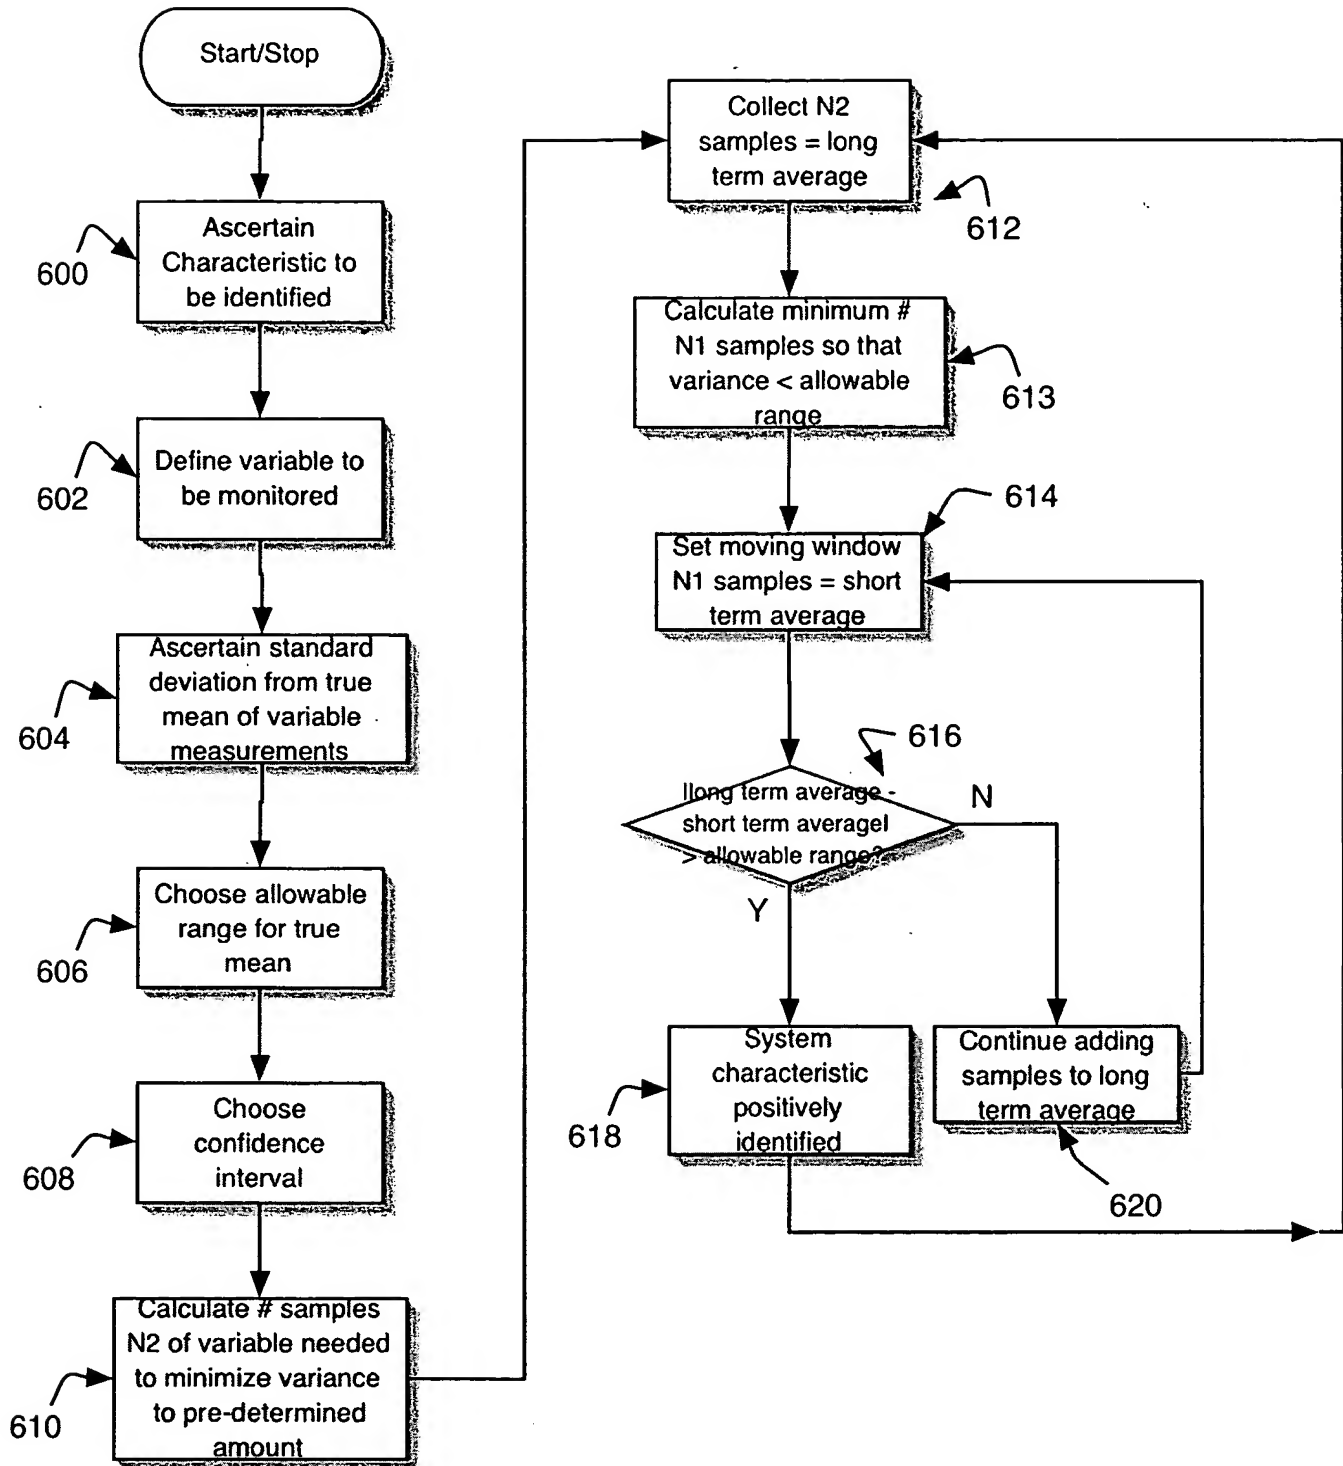 Start/Stop
Ascertain
Characteristic to
be identified
600
Define variable to
be monitored
602
Ascertain standard
deviation from true
mean of variable
measurements
604
Choose allowable
range for true
mean
606
Choose
confidence
interval
608
Calculate # samples
N2 of variable needed
to minimize variance
to pre-determined
amount
610
Collect N2
samples = long
term average
612
Calculate minimum #
N1 samples so that
variance < allowable
range
613
614
Set moving window
N1 samples = short
term average
616
|long term average -
short term average|
> allowable range?
N
Y
System
characteristic
positively
identified
618
Continue adding
samples to long
term average
620